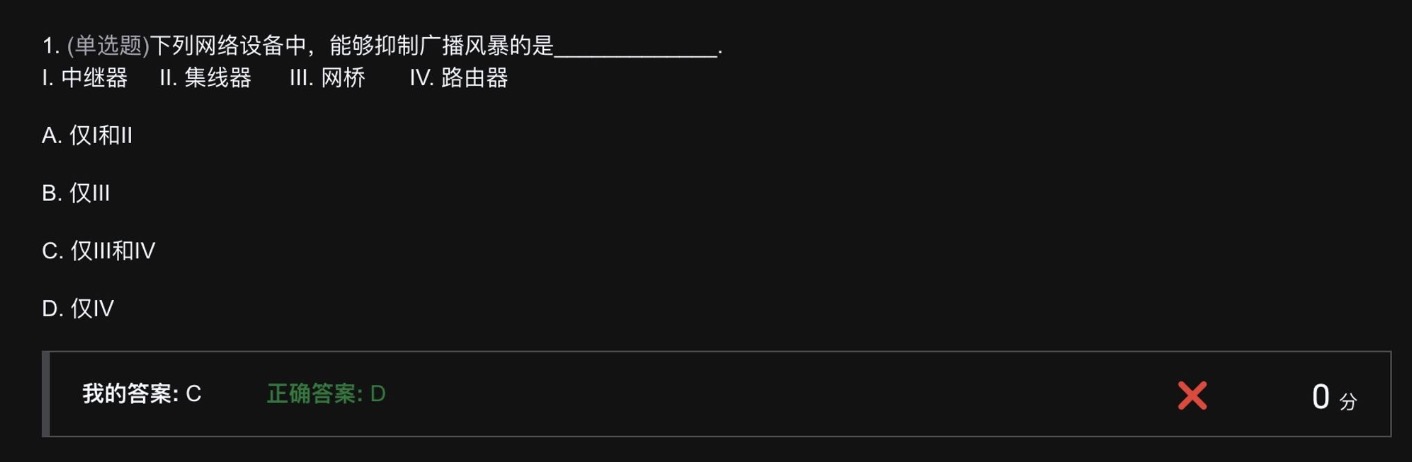 1. (单选题)下列网络设备中，能够抑制广播风暴的是_____________.
I. 中继器 II. 集线器 III. 网桥 IV. 路由器
A. 仅I和II
B. 仅III
C. 仅III和IV
D. 仅IV
我的答案: C 正确答案: D 0 分